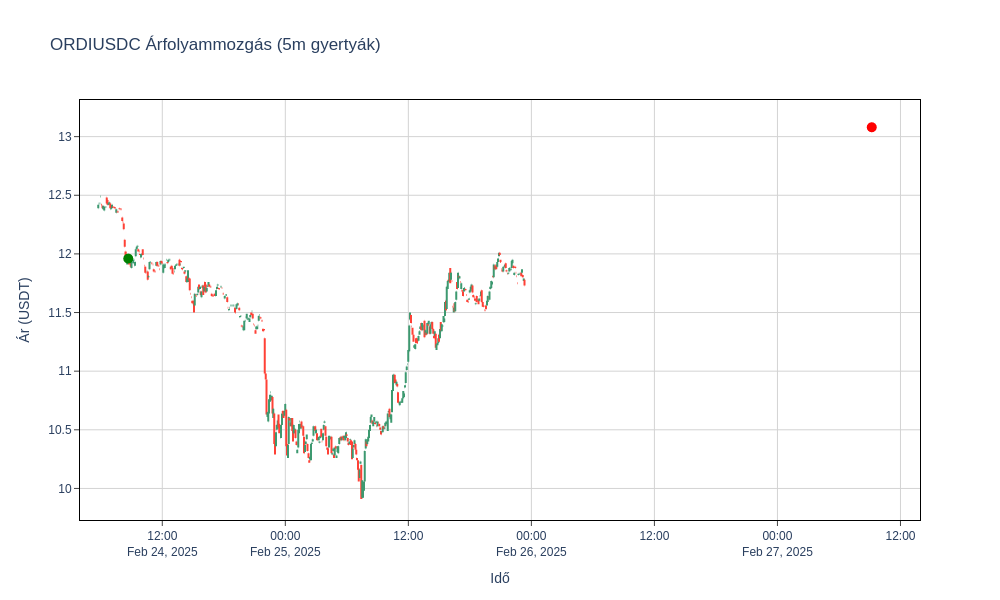 ORDIUSDC Árfolyammozgás (5m gyertyák)
Ár (USDT)
13
12.5
12
11.5
11
10.5
10
12:00 00:00 12:00 00:00 12:00 00:00 12:00
Feb 24, 2025 Feb 25, 2025 Feb 26, 2025 Feb 27, 2025
Idő